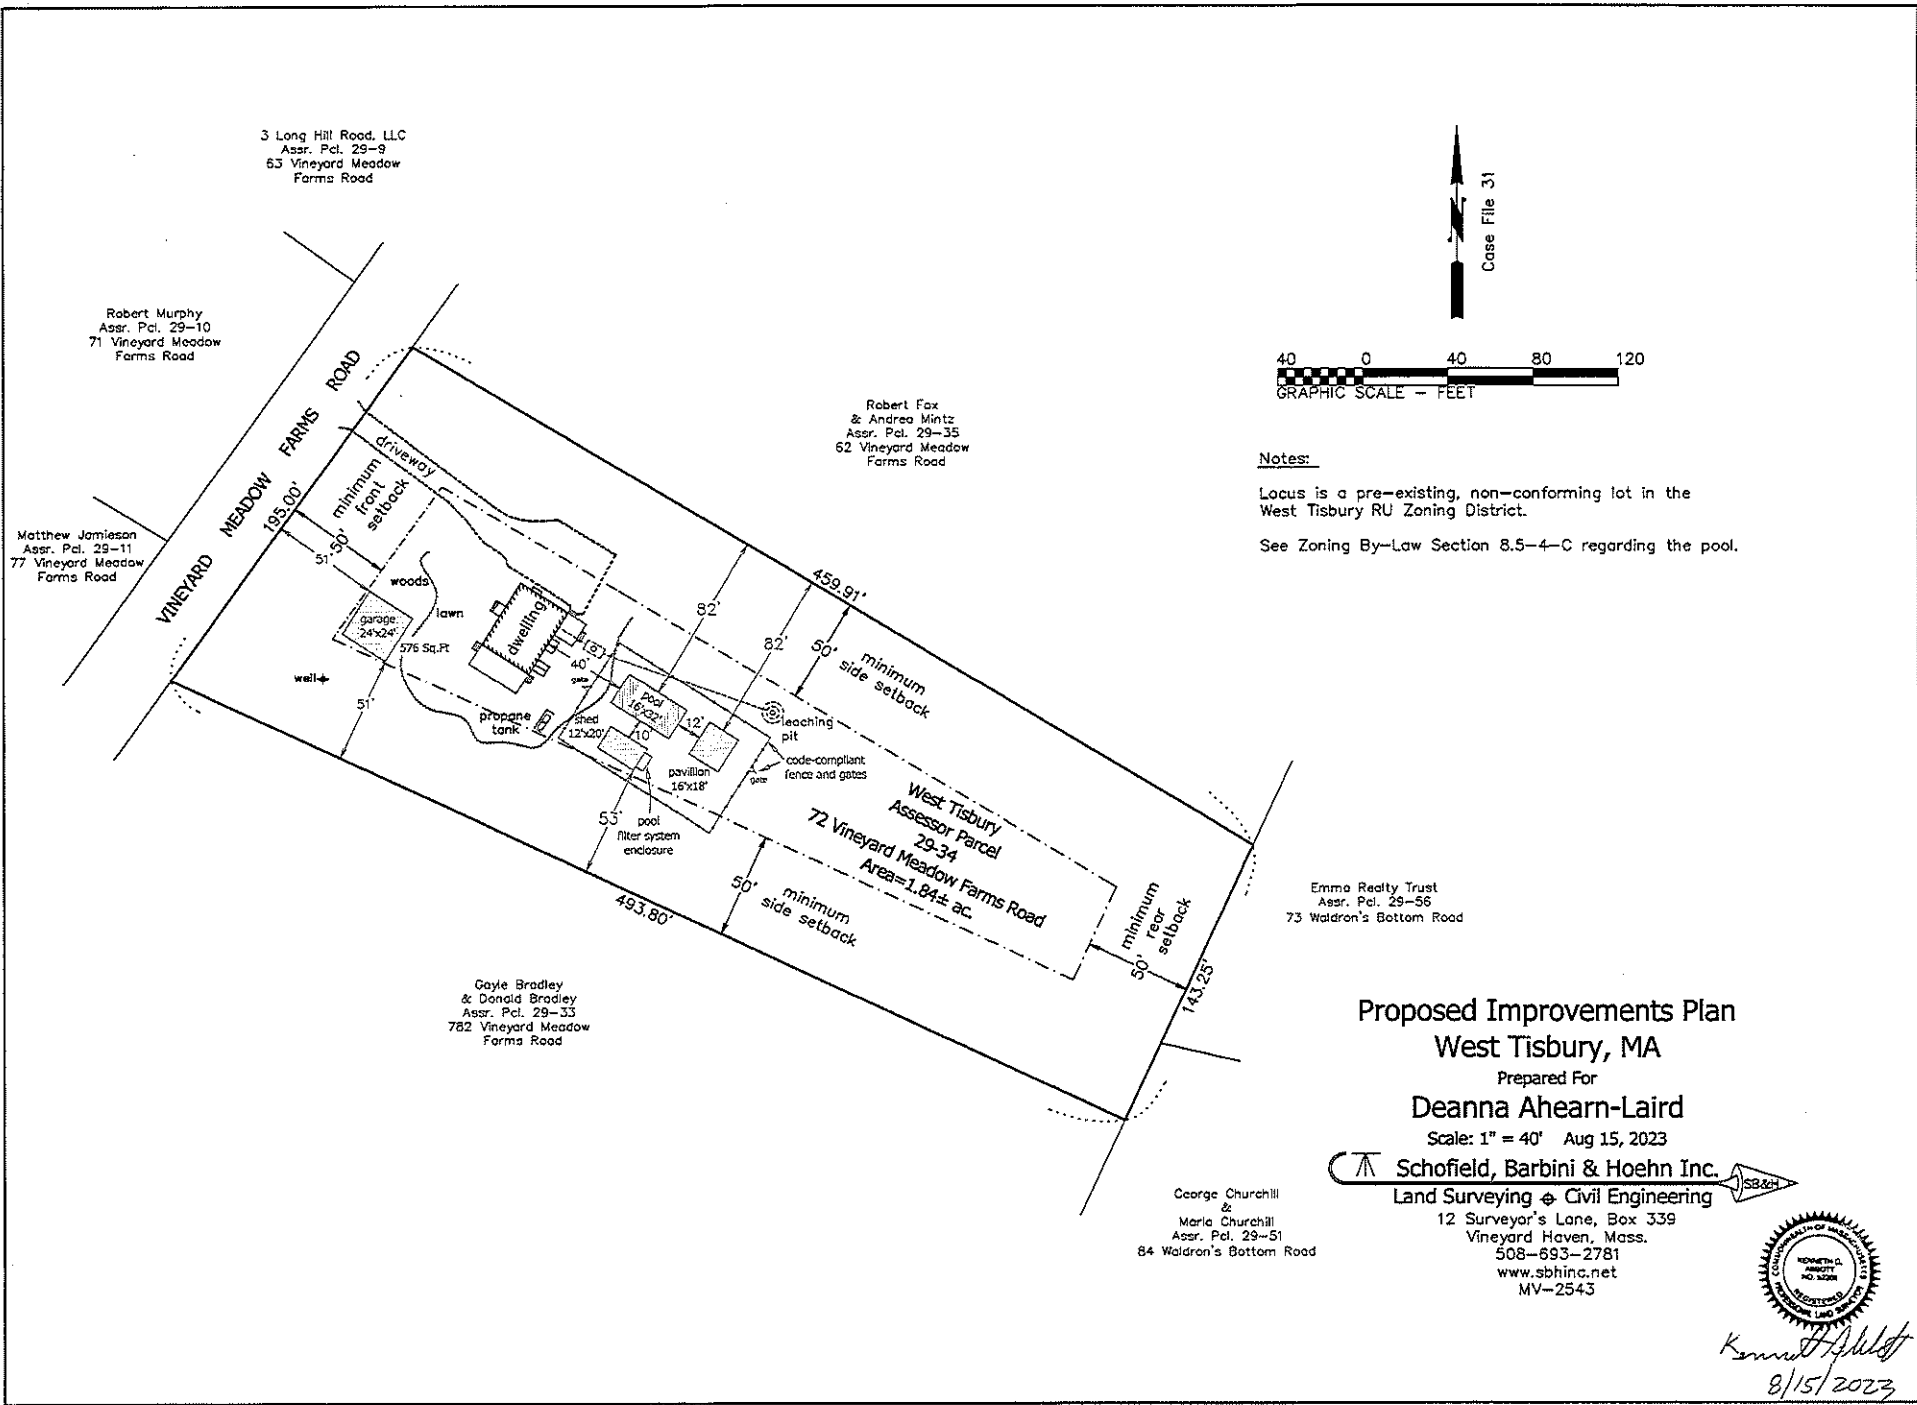 3 Long Hill Road, LLC
Assr. Pcl. 29-9
63 Vineyard Meadow
Farms Road
Case File 31
N
Robert Murphy
Assr. Pcl. 29-10
71 Vineyard Meadow
Farms Road
40 0 40 80 120
GRAPHIC SCALE - FEET
VINEYARD MEADOW FARMS ROAD
Robert Fox
& Andrea Mintz
Assr. Pcl. 29-35
62 Vineyard Meadow
Farms Road
Notes:
Locus is a pre-existing, non-conforming lot in the
West Tisbury RU Zoning District.
See Zoning By-Law Section 8.5-4-C regarding the pool.
Matthew Jamieson
Assr. Pcl. 29-11
77 Vineyard Meadow
Farms Road
195.00'
driveway
minimum
front
setback
50'
51'
woods
lawn
garage
24'x24'
576 Sq.Ft
well
51'
dwelling
40'
gate
propane
tank
shed
12'x20'
pool
16'x32'
10'
12'
pavillion
16'x18'
82'
82'
459.91'
50'
minimum
side setback
leaching
pit
code-compliant
fence and gates
gate
53'
pool
filter system
enclosure
493.80'
50'
minimum
side setback
West Tisbury
Assessor Parcel
29-34
72 Vineyard Meadow Farms Road
Area=1.84± ac.
minimum
rear
setback
50'
143.25'
Emma Realty Trust
Assr. Pcl. 29-56
73 Waldron's Bottom Road
Gayle Bradley
& Donald Bradley
Assr. Pcl. 29-33
782 Vineyard Meadow
Farms Road
George Churchill
&
Maria Churchill
Assr. Pcl. 29-51
84 Waldron's Bottom Road
Proposed Improvements Plan
West Tisbury, MA
Prepared For
Deanna Ahearn-Laird
Scale: 1" = 40' Aug 15, 2023
Schofield, Barbini & Hoehn Inc.
SB&H
Land Surveying Civil Engineering
12 Surveyor's Lane, Box 339
Vineyard Haven, Mass.
508-693-2781
www.sbhinc.net
MV-2543
COMMONWEALTH OF MASSACHUSETTS
KENNETH D.
ABBOTT
REGISTERED
PROFESSIONAL LAND SURVEYOR
Kenneth Abbott
8/15/2023